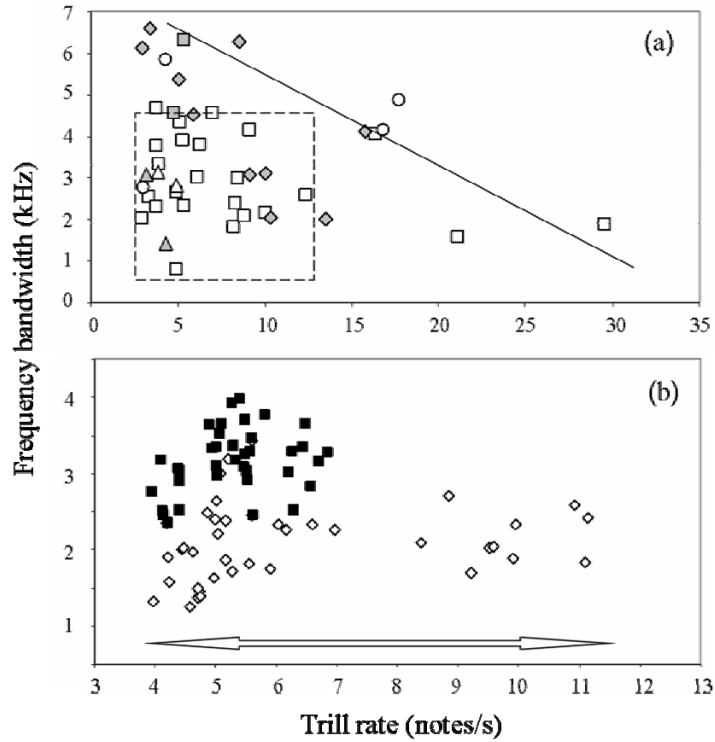 (a)
7
6
5
4
3
2
1
0
0 5 10 15 20 25 30 35
Frequency bandwidth (kHz)
(b)
4
3
2
1
3 4 5 6 7 8 9 10 11 12 13
Trill rate (notes/s)